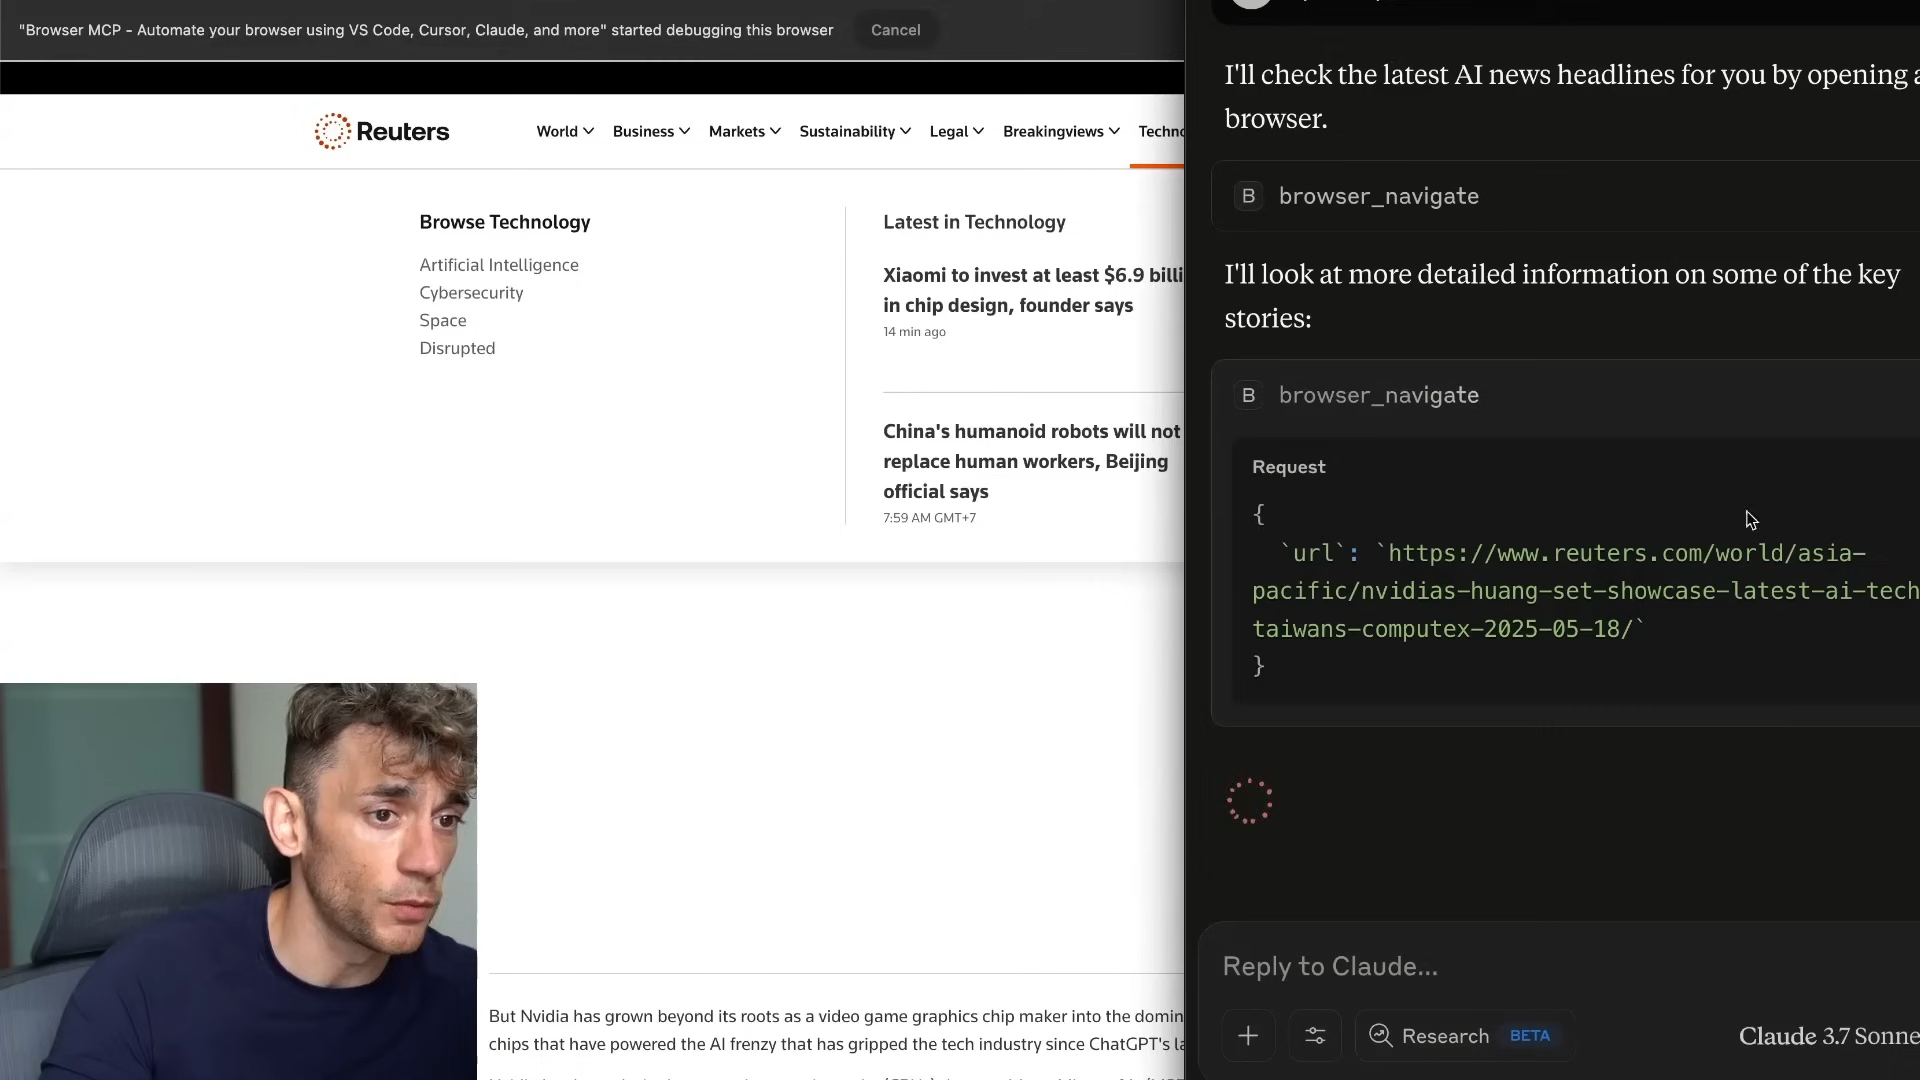 "Browser MCP - Automate your browser using VS Code, Cursor, Claude, and more" started debugging this browser
Cancel
Reuters
World
Business
Markets
Sustainability
Legal
Breakingviews
Techno
Browse Technology
Artificial Intelligence
Cybersecurity
Space
Disrupted
Latest in Technology
Xiaomi to invest at least $6.9 billi
in chip design, founder says
14 min ago
China's humanoid robots will not
replace human workers, Beijing
official says
7:59 AM GMT+7
But Nvidia has grown beyond its roots as a video game graphics chip maker into the domin
chips that have powered the AI frenzy that has gripped the tech industry since ChatGPT's la
I'll check the latest AI news headlines for you by opening a
browser.
B browser_navigate
I'll look at more detailed information on some of the key
stories:
B browser_navigate
Request
{
`url`: `https://www.reuters.com/world/asia-
pacific/nvidias-huang-set-showcase-latest-ai-tech
taiwans-computex-2025-05-18/`
}
Reply to Claude...
Research BETA
Claude 3.7 Sonne